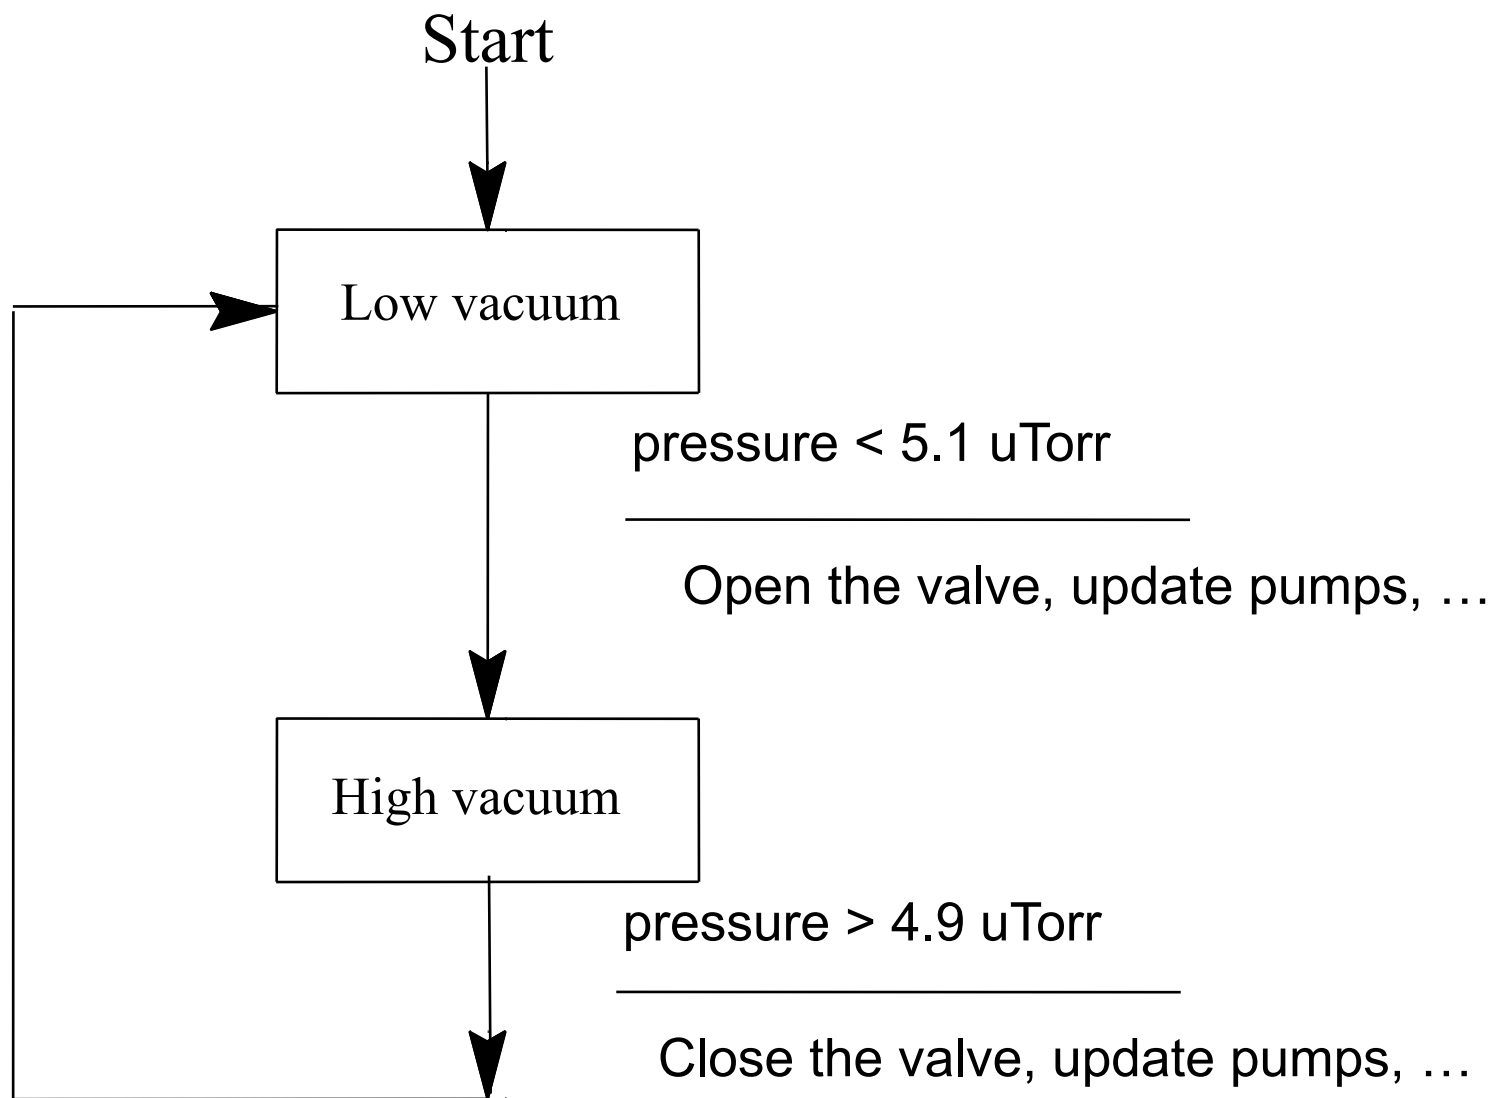 Start
Low vacuum
pressure < 5.1 uTorr
Open the valve, update pumps, …
High vacuum
pressure > 4.9 uTorr
Close the valve, update pumps, …